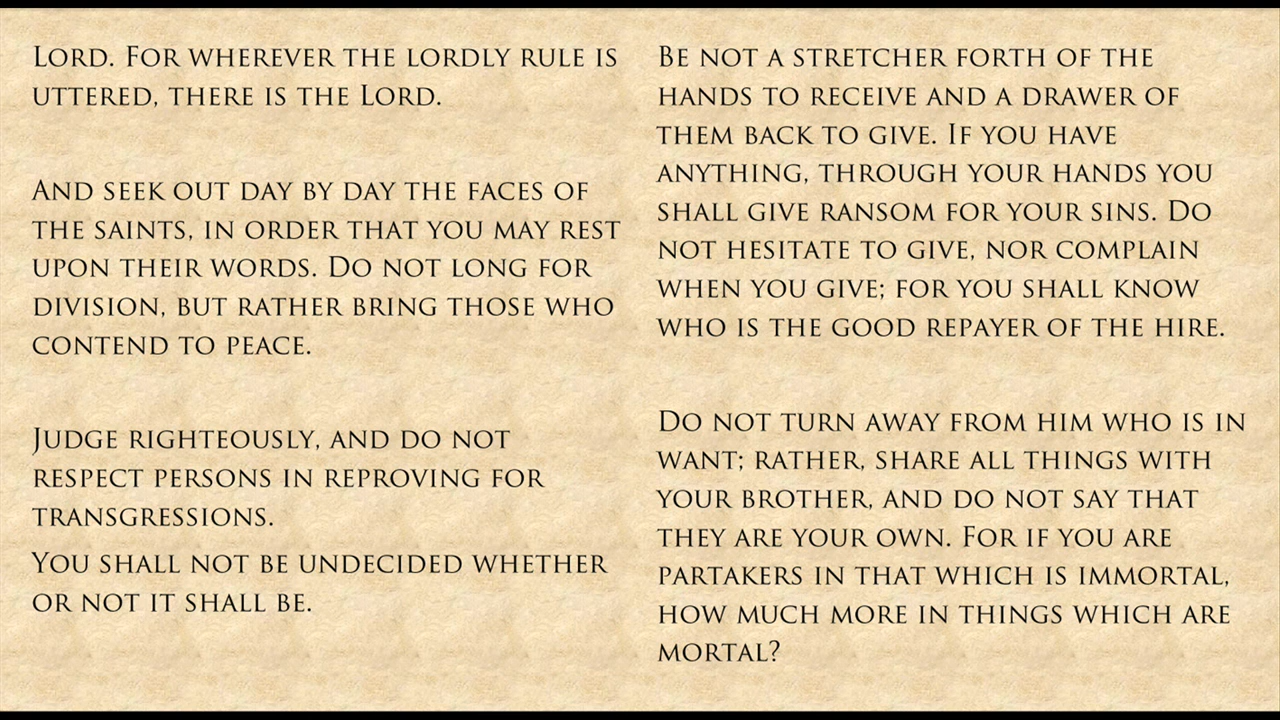 Lord. For wherever the lordly rule is
uttered, there is the Lord.
And seek out day by day the faces of
the saints, in order that you may rest
upon their words. Do not long for
division, but rather bring those who
contend to peace.
Judge righteously, and do not
respect persons in reproving for
transgressions.
You shall not be undecided whether
or not it shall be.
Be not a stretcher forth of the
hands to receive and a drawer of
them back to give. If you have
anything, through your hands you
shall give ransom for your sins. Do
not hesitate to give, nor complain
when you give; for you shall know
who is the good repayer of the hire.
Do not turn away from him who is in
want; rather, share all things with
your brother, and do not say that
they are your own. For if you are
partakers in that which is immortal,
how much more in things which are
mortal?